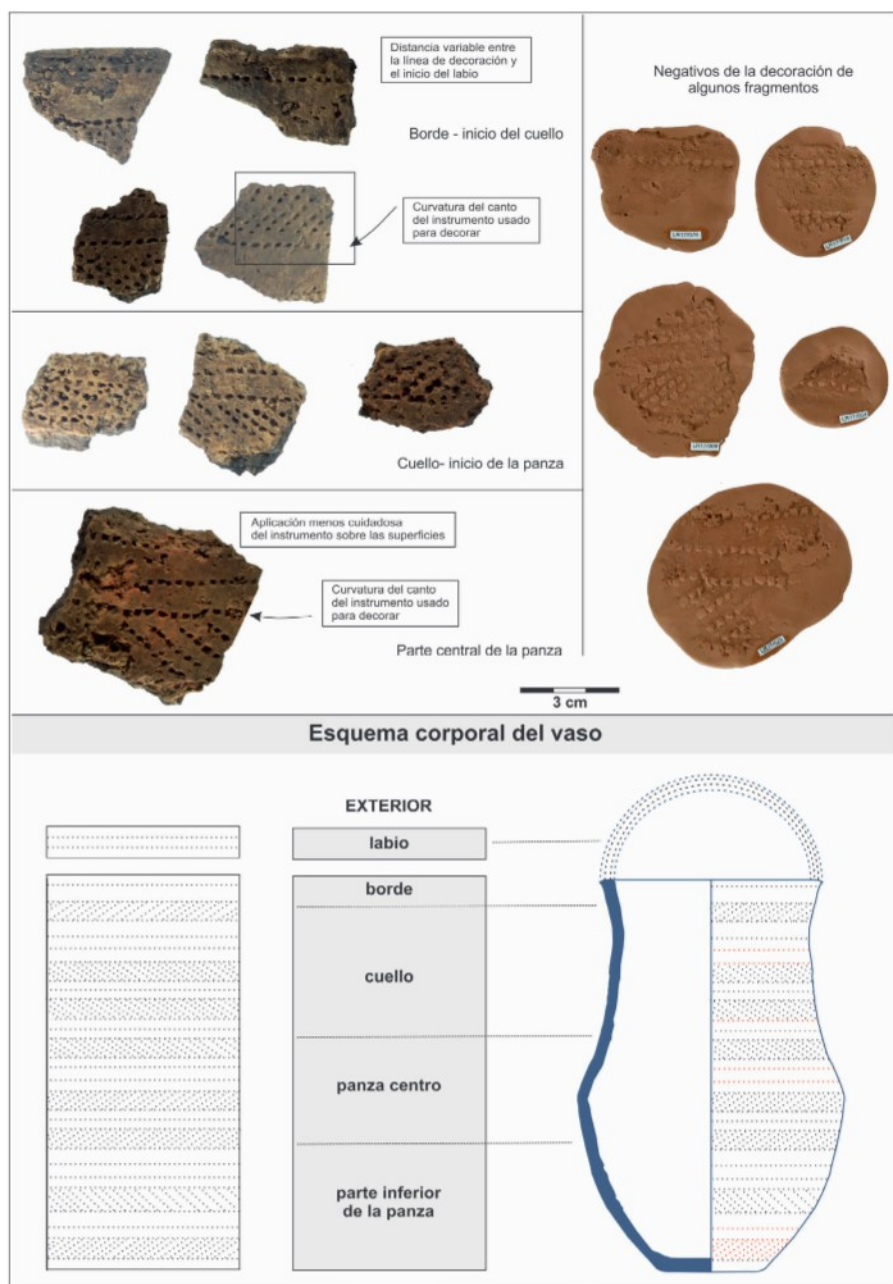 Distancia variable entre
la línea de decoración y
el inicio del labio
Borde - inicio del cuello
Curvatura del canto
del instrumento usado
para decorar
Cuello- inicio de la panza
Aplicación menos cuidadosa
del instrumento sobre las superficies
Curvatura del canto
del instrumento usado
para decorar
Parte central de la panza
Negativos de la decoración de
algunos fragmentos
3 cm
Esquema corporal del vaso
EXTERIOR
labio
borde
cuello
panza centro
parte inferior
de la panza